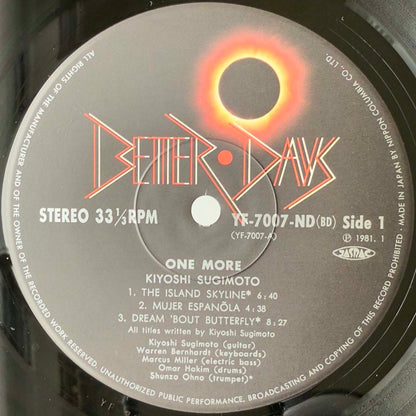 BETTER·DAYS
STEREO 33⅓RPM
YF-7007-ND(BD) Side 1
(YF-7007-A)
Ⓟ 1981. 1
JASRAC
ONE MORE
KIYOSHI SUGIMOTO
1. THE ISLAND SKYLINE* 6:40
2. MUJER ESPANŌLA 4:38
3. DREAM 'BOUT BUTTERFLY* 8:27
All titles written by Kiyoshi Sugimoto
Kiyoshi Sugimoto (guitar)
Warren Bernhardt (keyboards)
Marcus Miller (electric bass)
Omar Hakim (drums)
Shunzo Ohno (trumpet)*
ALL RIGHTS OF THE MANUFACTURER AND OF THE OWNER OF THE RECORDED WORK RESERVED. UNAUTHORIZED PUBLIC PERFORMANCE, BROADCASTING AND COPYING OF THIS RECORD PROHIBITED · MADE IN JAPAN BY NIPPON COLUMBIA CO., LTD.